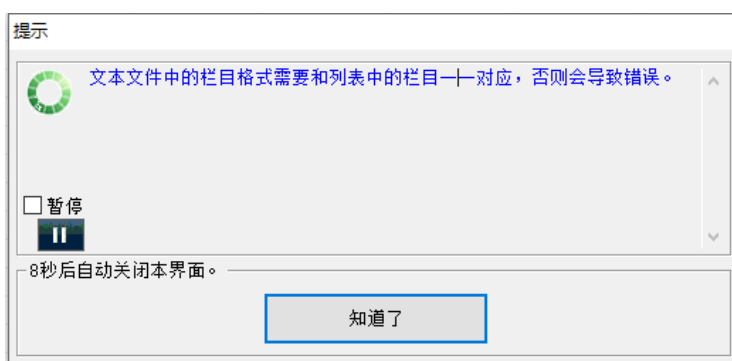 提示
文本文件中的栏目格式需要和列表中的栏目一一对应，否则会导致错误。
暂停
8秒后自动关闭本界面。
知道了